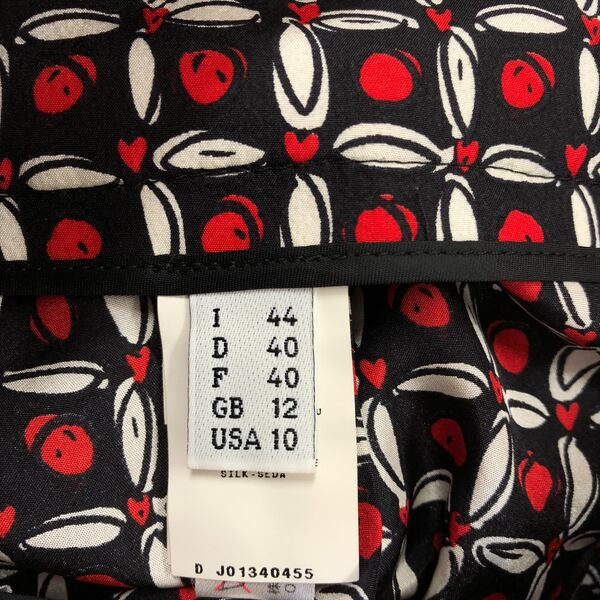 I 44
D 40
F 40
GB 12
USA 10
U
E
SILK-SEDA
D J01340455